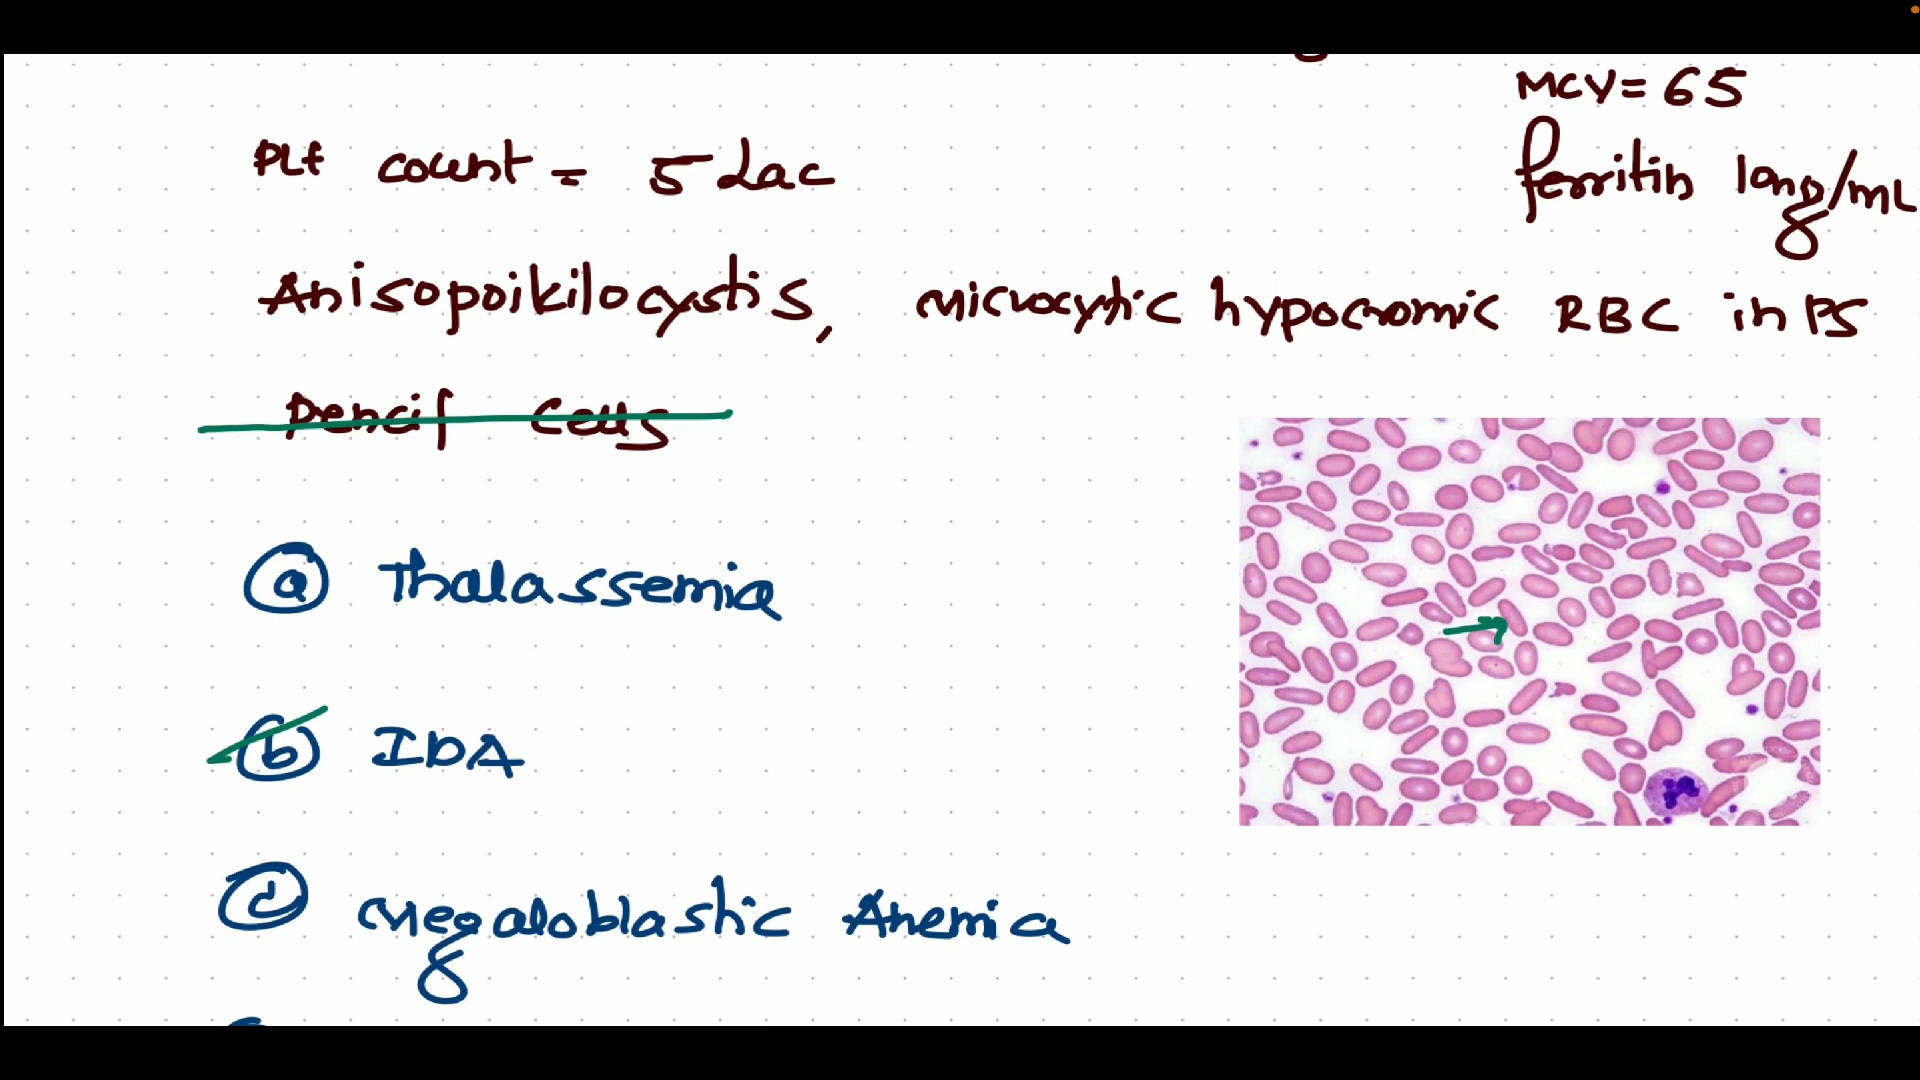 MCV = 65
Plt count = 5 Lac
ferritin 10ng/mL
Anisopoikilocystis, microcytic hypocromic RBC in PS
Pencil Cells
a Thalassemia
b IDA
d Megaloblastic Anemia